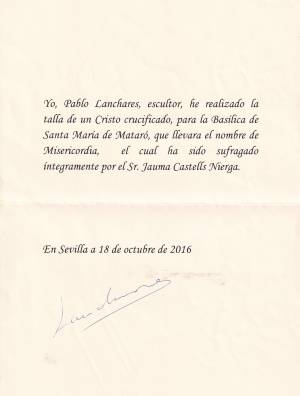 Yo, Pablo Lanchares, escultor, he realizado la
talla de un Cristo crucificado, para la Basílica de
Santa María de Mataró, que llevara el nombre de
Misericordia, el cual ha sido sufragado
íntegramente por el Sr. Jauma Castells Nierga.
En Sevilla a 18 de octubre de 2016